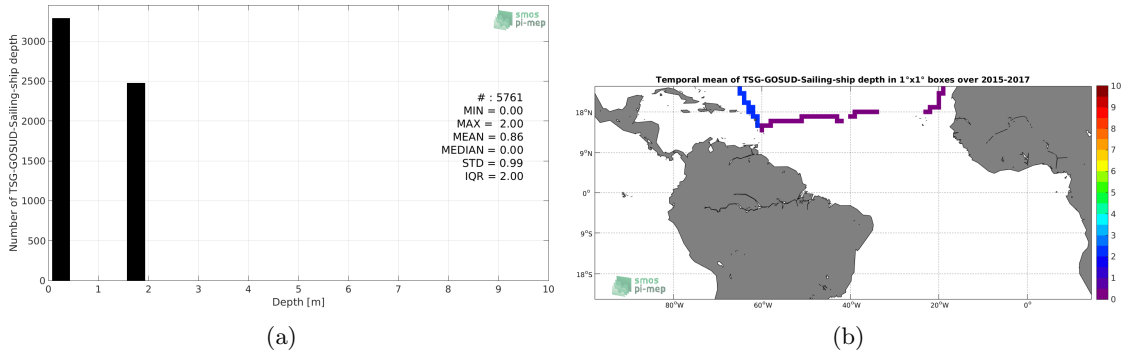 smos
pi-mep
Number of TSG-GOSUD-Sailing-ship depth
3000
2500
2000
1500
1000
500
0
# : 5761
MIN = 0.00
MAX = 2.00
MEAN = 0.86
MEDIAN = 0.00
STD = 0.99
IQR = 2.00
0 1 2 3 4 5 6 7 8 9 10
Depth [m]
(a)
Temporal mean of TSG-GOSUD-Sailing-ship depth in 1°x1° boxes over 2015-2017
18°N
9°N
0°
9°S
18°S
smos
pi-mep
80°W 60°W 40°W 20°W 0°
10
9
8
7
6
5
4
3
2
1
0
(b)